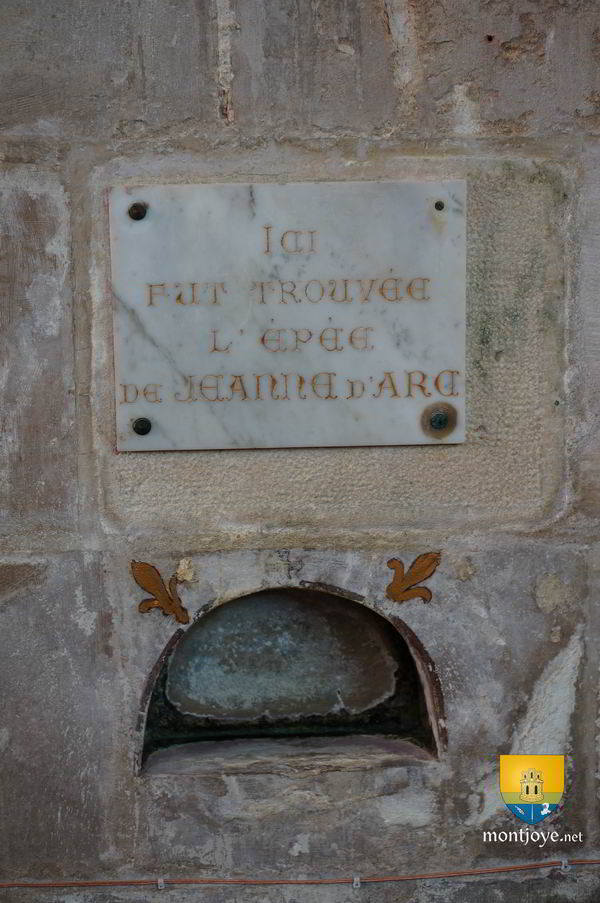 ICI
FUT TROUVÉE
L'ÉPÉE
DE JEANNE D'ARC
montjoye.net